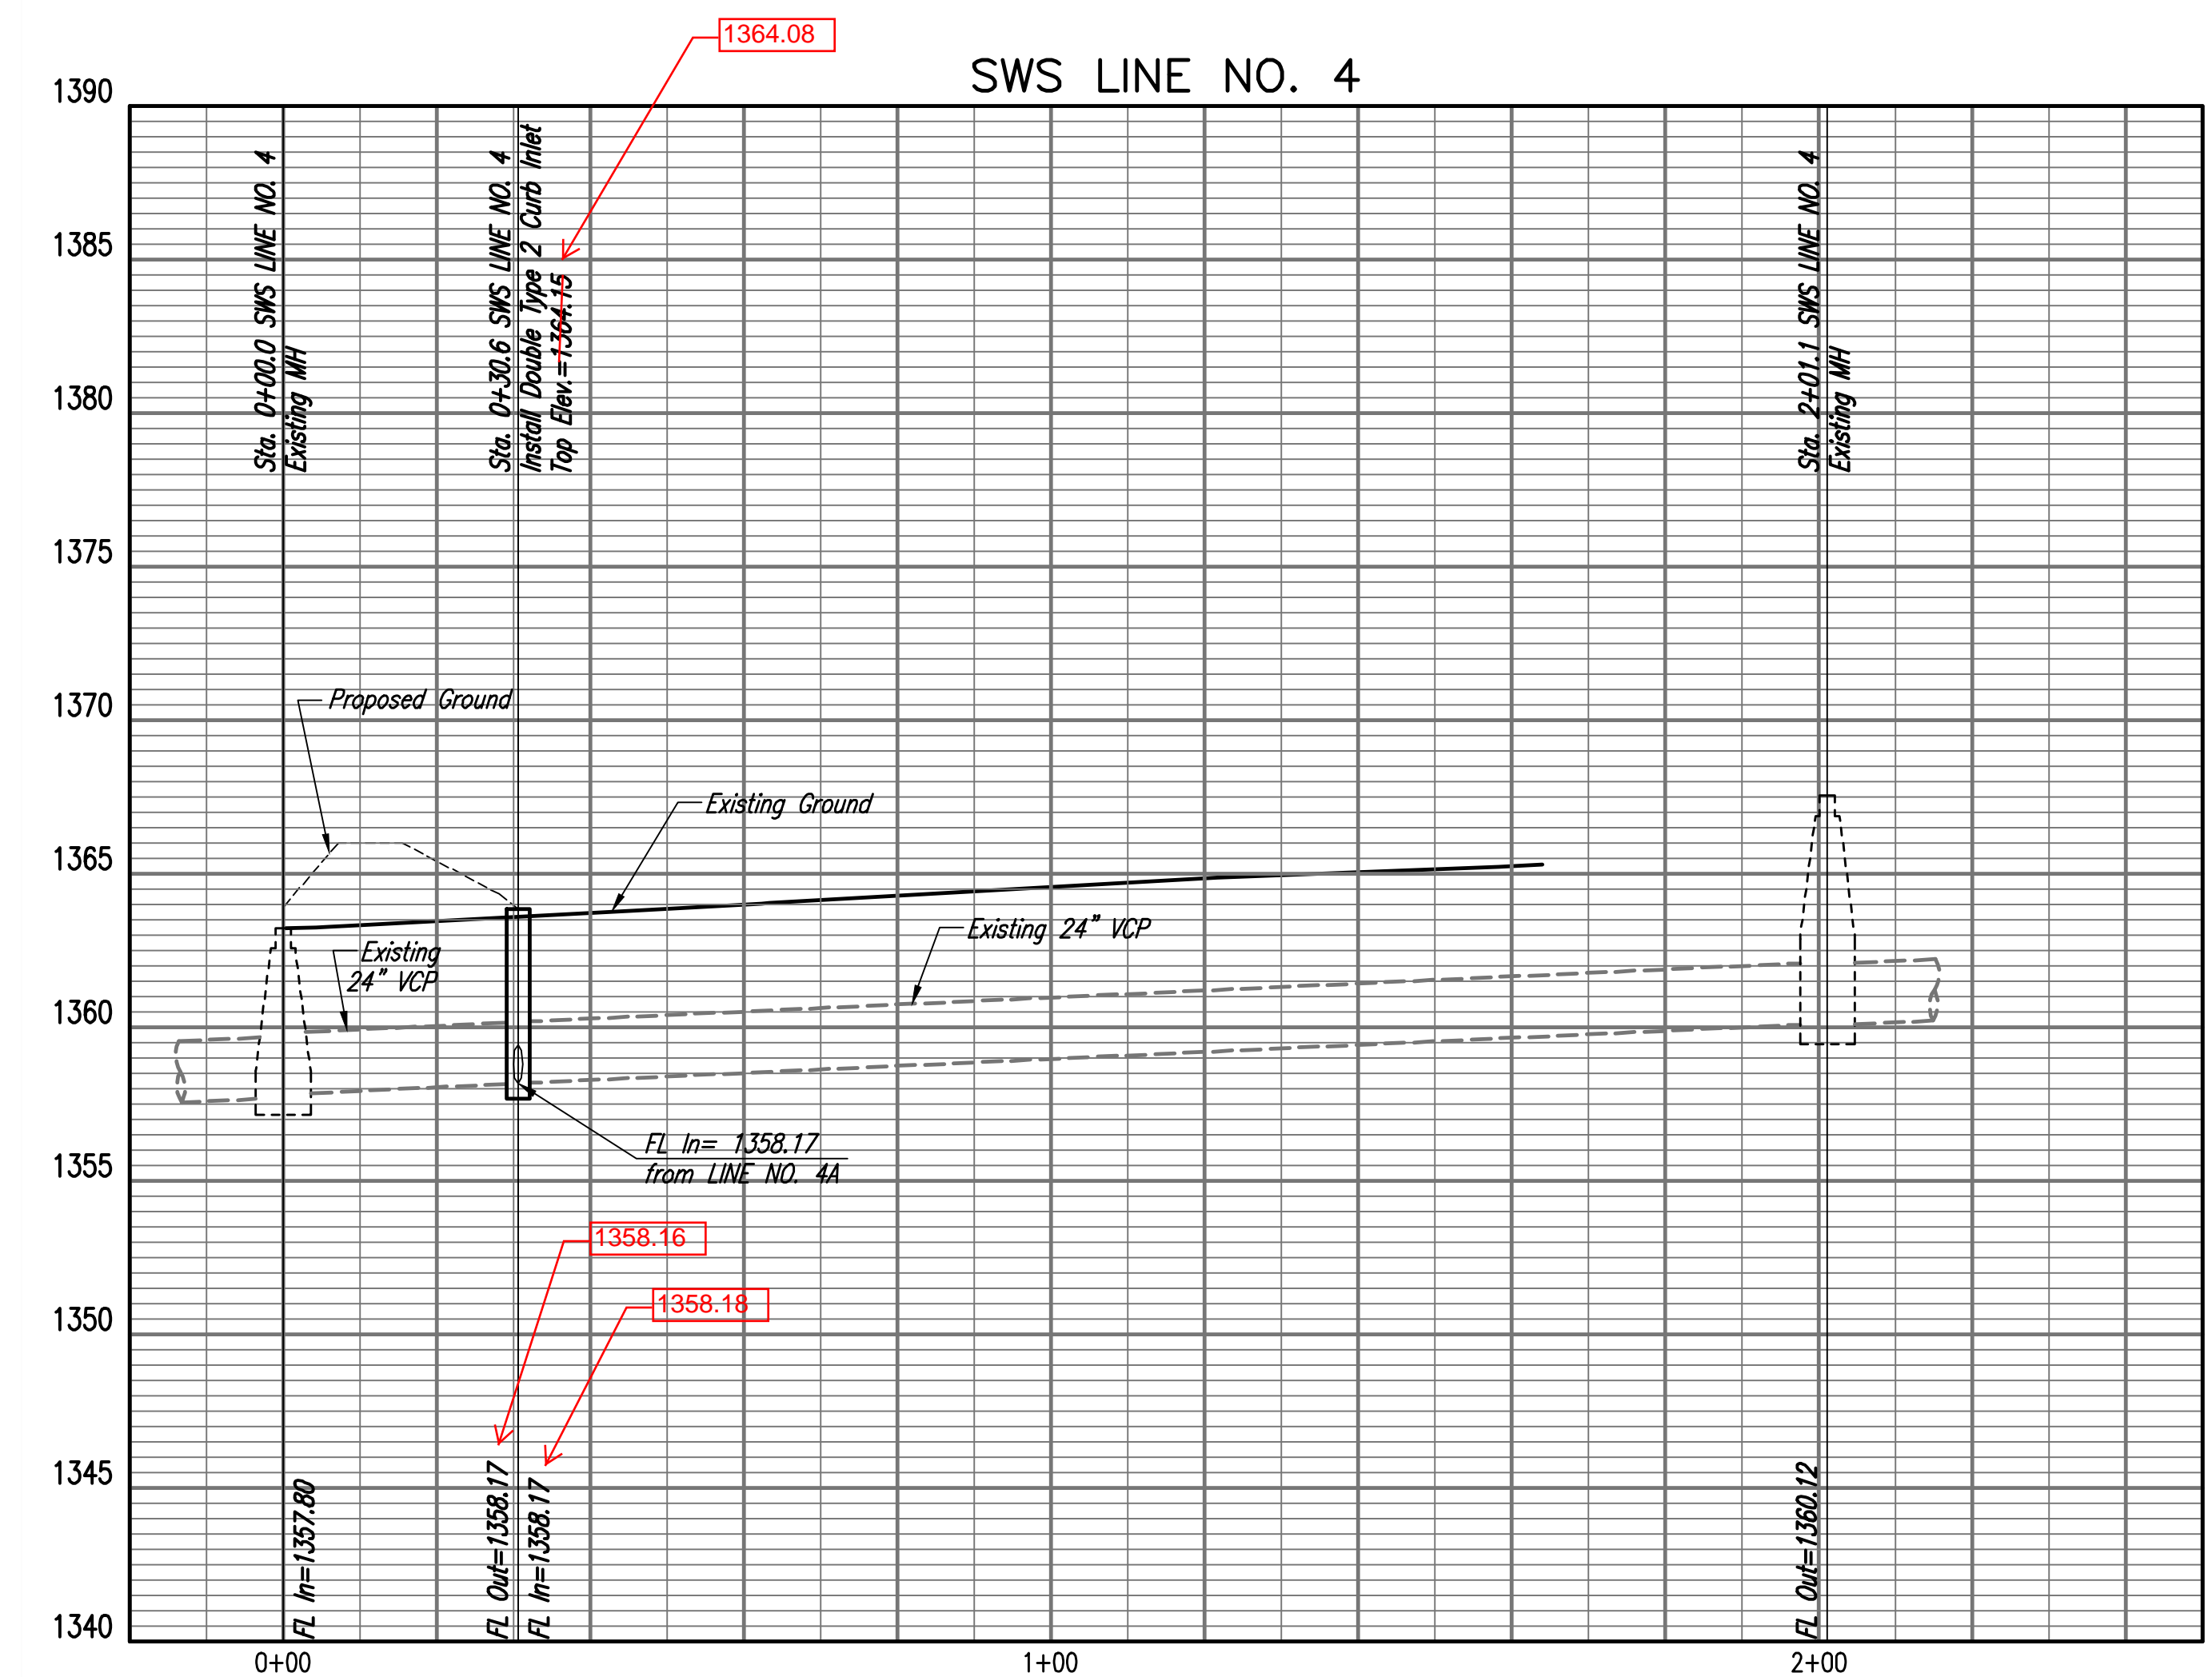 1364.08
SWS LINE NO. 4
1390
1385
1380
1375
1370
1365
1360
1355
1350
1345
1340
Sta. 0+00.0 SWS LINE NO. 4
Existing MH
Sta. 0+30.6 SWS LINE NO. 4
Install Double Type 2 Curb Inlet
Top Elev.=1364.15
Sta. 2+01.1 SWS LINE NO. 4
Existing MH
Proposed Ground
Existing Ground
Existing
24" VCP
Existing 24" VCP
FL In= 1358.17
from LINE NO. 4A
1358.16
1358.18
FL In=1357.80
FL Out=1358.17
FL In=1358.17
FL Out=1360.12
0+00
1+00
2+00